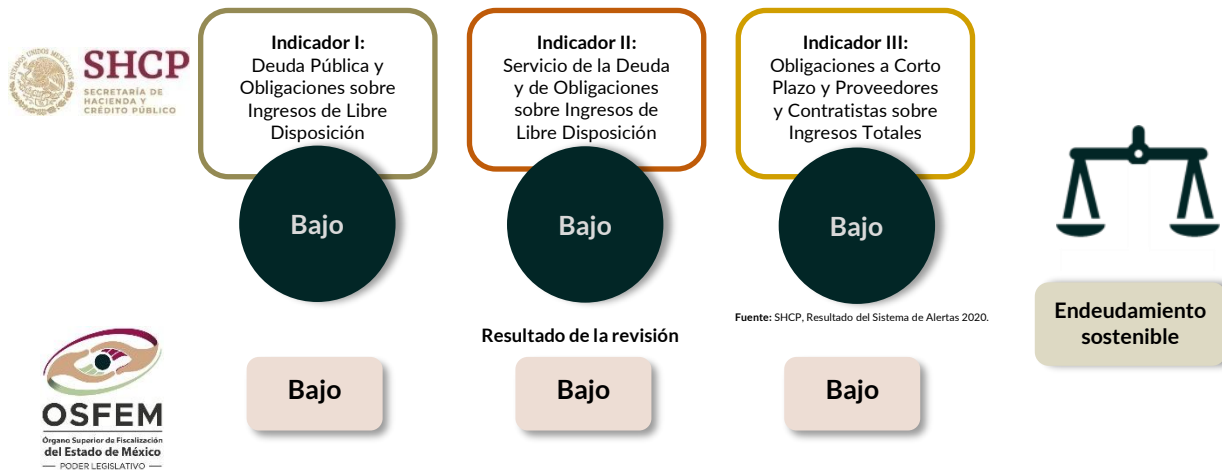 SHCP
SECRETARÍA DE
HACIENDA Y
CRÉDITO PÚBLICO
Indicador I:
Deuda Pública y
Obligaciones sobre
Ingresos de Libre
Disposición
Bajo
Indicador II:
Servicio de la Deuda
y de Obligaciones
sobre Ingresos de
Libre Disposición
Bajo
Indicador III:
Obligaciones a Corto
Plazo y Proveedores
y Contratistas sobre
Ingresos Totales
Bajo
Fuente: SHCP, Resultado del Sistema de Alertas 2020.
Endeudamiento
sostenible
Resultado de la revisión
OSFEM
Órgano Superior de Fiscalización
del Estado de México
PODER LEGISLATIVO
Bajo
Bajo
Bajo